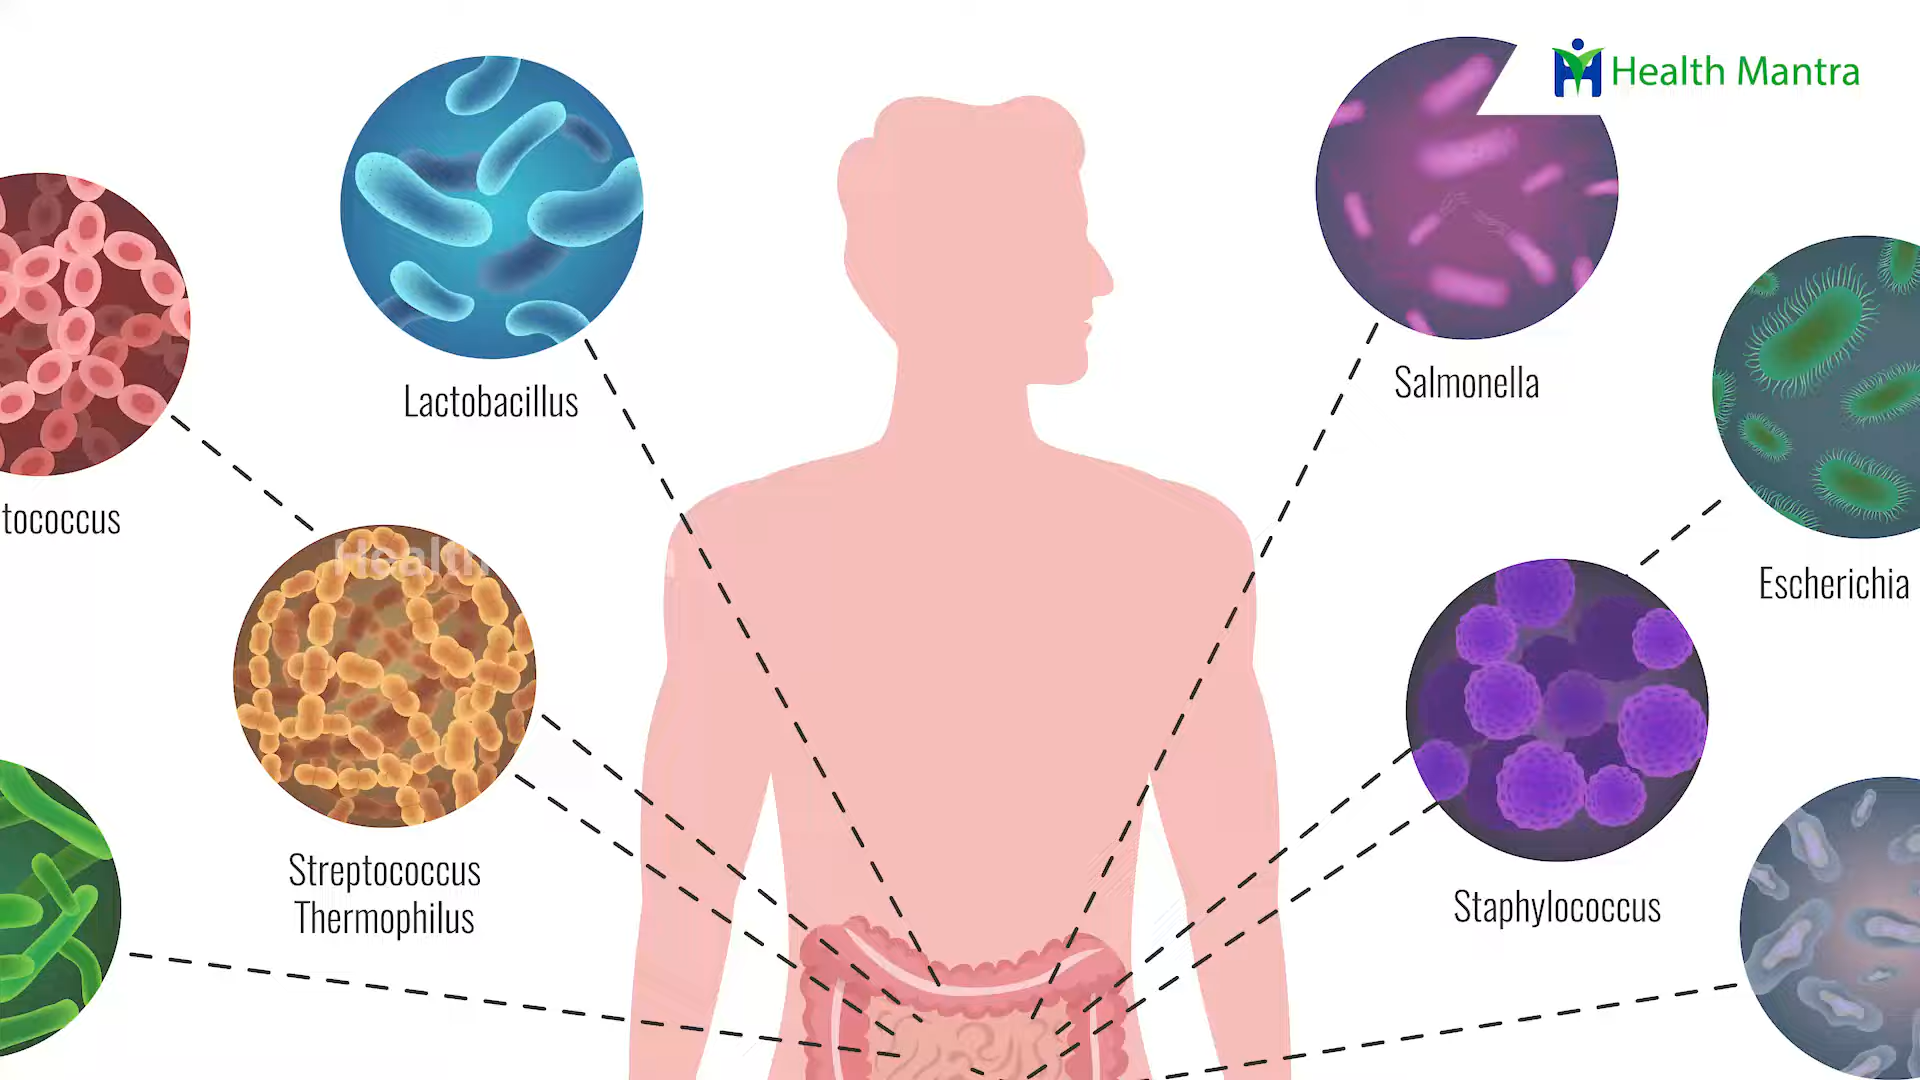 Health Mantra
Lactobacillus
Salmonella
tococcus
Escherichia
Streptococcus
Thermophilus
Staphylococcus